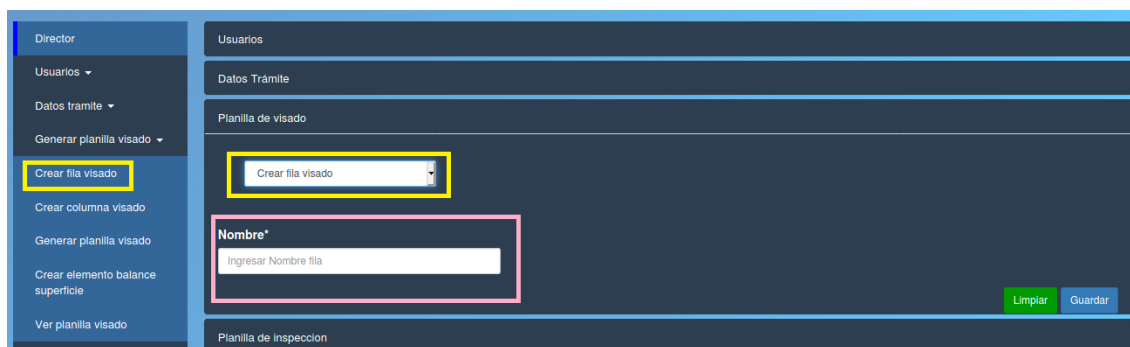 Director
Usuarios
Datos tramite
Generar planilla visado
Crear fila visado
Crear columna visado
Generar planilla visado
Crear elemento balance
superficie
Ver planilla visado
Usuarios
Datos Trámite
Planilla de visado
Crear fila visado
Nombre*
Ingresar Nombre fila
Limpiar Guardar
Planilla de inspeccion